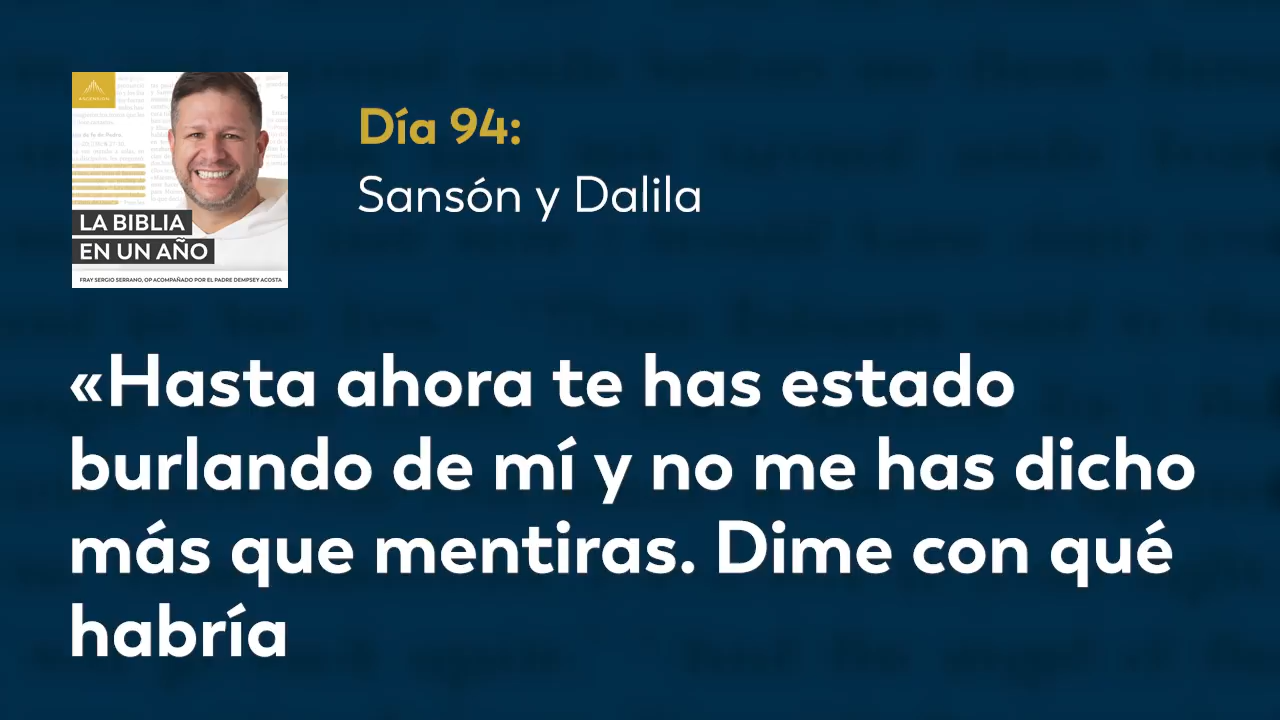 ASCENSION
LA BIBLIA
EN UN AÑO
FRAY SERGIO SERRANO, OP ACOMPAÑADO POR EL PADRE DEMPSEY ACOSTA
Día 94:
Sansón y Dalila
«Hasta ahora te has estado
burlando de mí y no me has dicho
más que mentiras. Dime con qué
habría